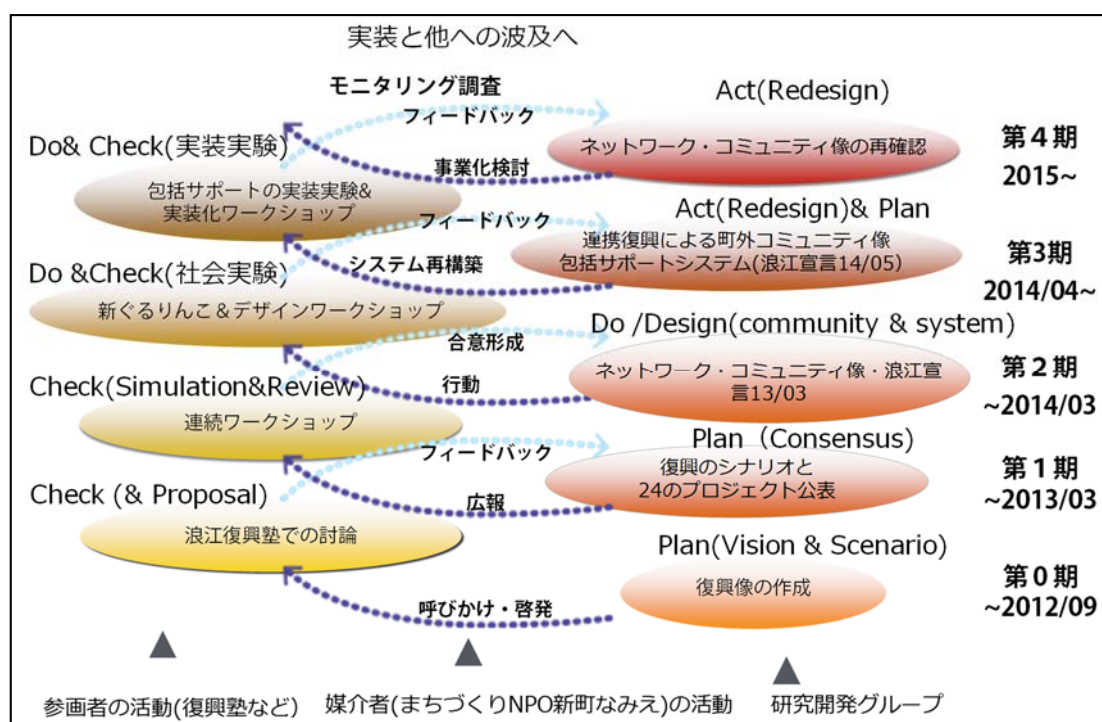 実装と他への波及へ
モニタリング調査
フィードバック
Act(Redesign)
Do& Check(実装実験)
ネットワーク・コミュニティ像の再確認
第４期
2015~
事業化検討
包括サポートの実装実験&
実装化ワークショップ
フィードバック
Act(Redesign)& Plan
連携復興による町外コミュニティ像
包括サポートシステム(浪江宣言14/05)
第3期
2014/04~
Do &Check(社会実験)
システム再構築
新ぐるりんこ＆デザインワークショップ
Do /Design(community & system)
合意形成
ネットワーク・コミュニティ像・浪江宣
言13/03
第２期
~2014/03
Check(Simulation&Review)
行動
連続ワークショップ
Plan（Consensus)
フィードバック
復興のシナリオと
24のプロジェクト公表
第１期
~2013/03
Check (& Proposal)
広報
浪江復興塾での討論
Plan(Vision & Scenario)
復興像の作成
第０期
~2012/09
呼びかけ・啓発
参画者の活動(復興塾など)
媒介者(まちづくりNPO新町なみえ)の活動
研究開発グループ